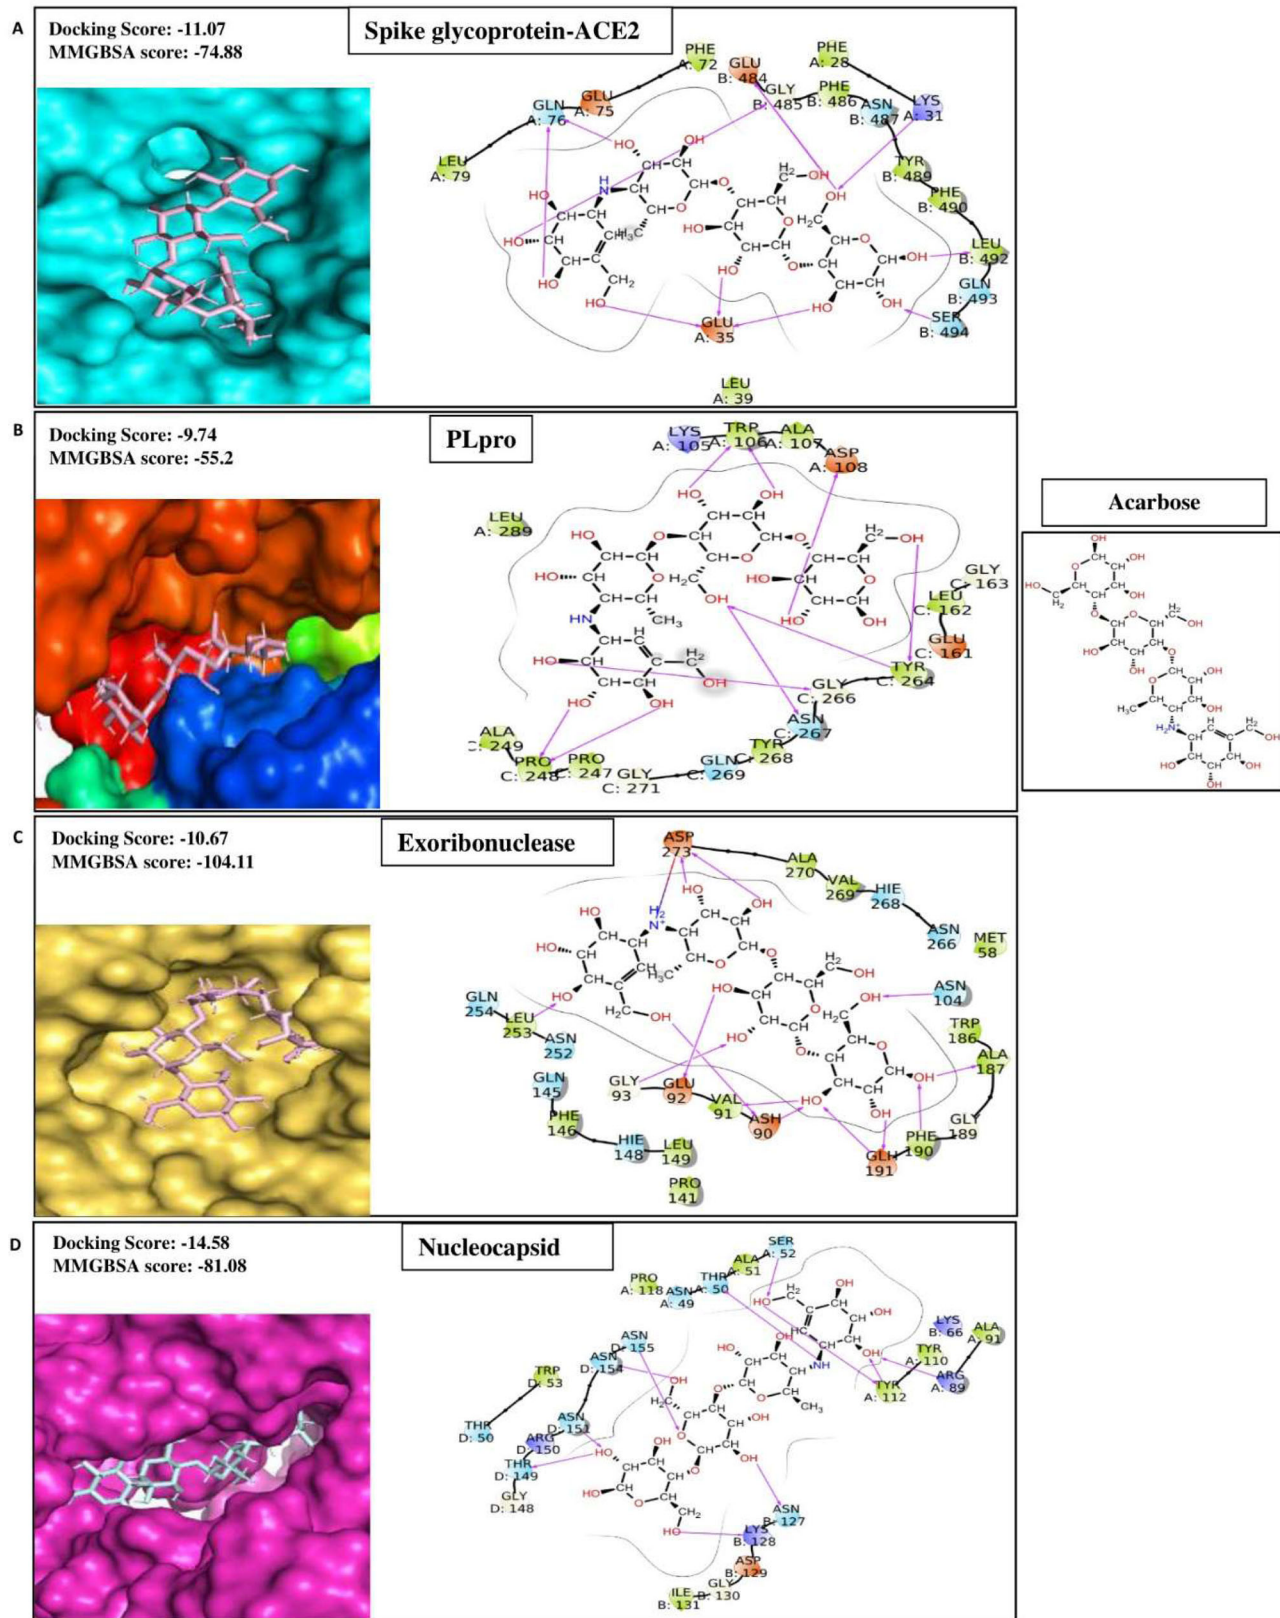 A
Docking Score: -11.07
MMGBSA score: -74.88
Spike glycoprotein-ACE2
PHE
A: 72
GLU
B: 484
PHE
A: 28
GLU
A: 75
GLY
B: 485
PHE
B: 486
ASN
B: 487
LYS
A: 31
GLN
A: 76
LEU
A: 79
TYR
B: 489
PHE
B: 490
LEU
B: 492
GLN
B: 493
SER
B: 494
GLU
A: 35
LEU
A: 39
B
Docking Score: -9.74
MMGBSA score: -55.2
PLpro
LYS
A: 105
TRP
A: 106
ALA
A: 107
ASP
A: 108
LEU
A: 289
GLY
C: 163
LEU
C: 162
GLU
C: 161
TYR
C: 264
GLY
C: 266
ASN
C: 267
TYR
C: 268
GLN
C: 269
GLY
C: 271
PRO
C: 247
PRO
C: 248
ALA
C: 249
Acarbose
C
Docking Score: -10.67
MMGBSA score: -104.11
Exoribonuclease
ASP
273
ALA
270
VAL
269
HIE
268
ASN
266
MET
58
ASN
104
TRP
186
ALA
187
GLY
189
PHE
190
GLH
191
GLN
254
LEU
253
ASN
252
GLN
145
PHE
146
HIE
148
LEU
149
PRO
141
GLY
93
GLU
92
VAL
91
ASH
90
D
Docking Score: -14.58
MMGBSA score: -81.08
Nucleocapsid
SER
A: 52
ALA
A: 51
THR
A: 50
ASN
A: 49
PRO
A: 118
LYS
B: 66
ALA
A: 91
TYR
A: 110
ARG
A: 89
TYR
A: 112
ASN
D: 155
ASN
D: 154
TRP
D: 53
THR
D: 50
ASN
D: 151
ARG
D: 150
THR
D: 149
GLY
D: 148
ASN
B: 127
LYS
B: 128
ASP
B: 129
GLY
B: 130
ILE
B: 131